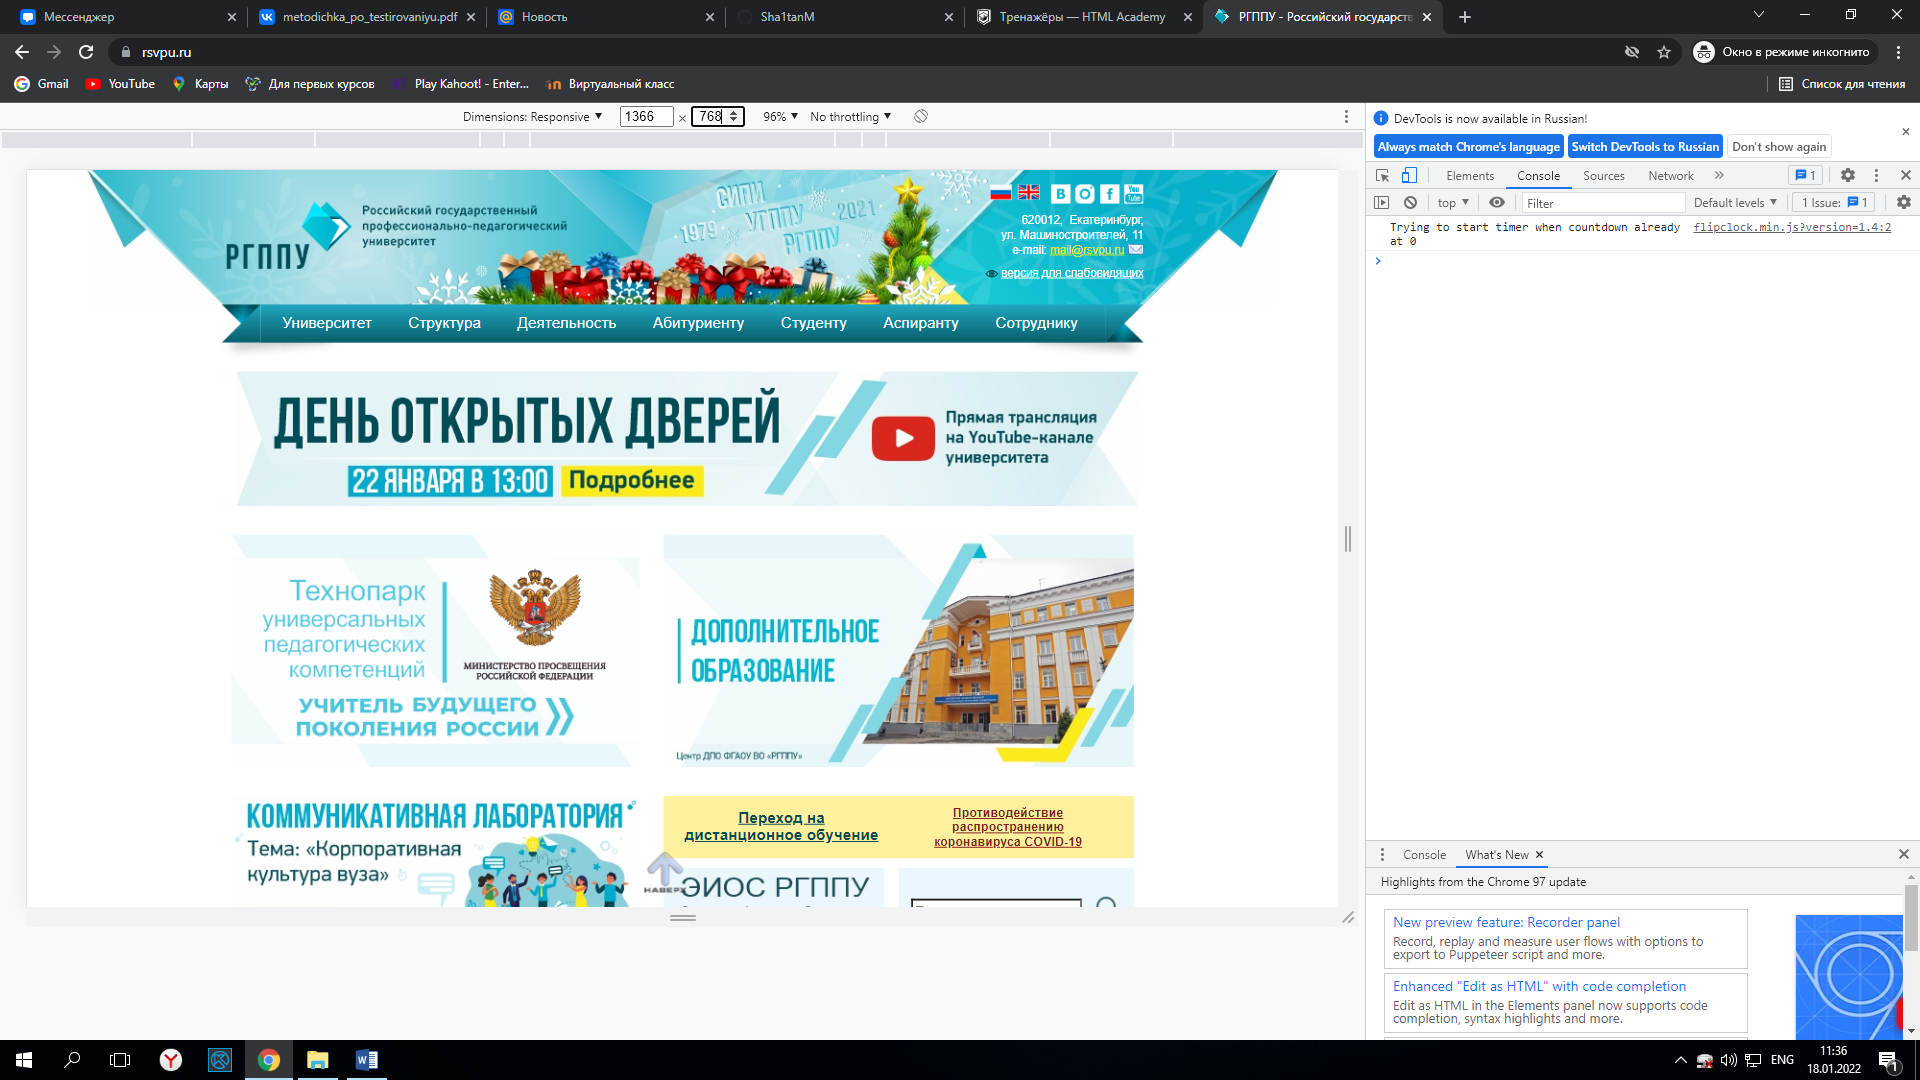 Мессенджер
metodichka_po_testirovaniyu.pdf
Новость
Sha1tanM
Тренажёры — HTML Academy
РГППУ - Российский государств
rsvpu.ru
Окно в режиме инкогнито
Gmail
YouTube
Карты
Для первых курсов
Play Kahoot! - Enter...
Виртуальный класс
Список для чтения
Dimensions: Responsive
1366 × 768
96%
No throttling
РГППУ
Российский государственный
профессионально-педагогический
университет
1979
СИПИ
УГППУ
РГППУ
2021
You
Tube
620012, Екатеринбург,
ул. Машиностроителей, 11
e-mail: mail@rsvpu.ru
версия для слабовидящих
Университет
Структура
Деятельность
Абитуриенту
Студенту
Аспиранту
Сотруднику
ДЕНЬ ОТКРЫТЫХ ДВЕРЕЙ
22 ЯНВАРЯ В 13:00
Подробнее
Прямая трансляция
на YouTube-канале
университета
Технопарк
универсальных
педагогических
компетенций
МИНИСТЕРСТВО ПРОСВЕЩЕНИЯ
РОССИЙСКОЙ ФЕДЕРАЦИИ
УЧИТЕЛЬ БУДУЩЕГО
ПОКОЛЕНИЯ РОССИИ
ДОПОЛНИТЕЛЬНОЕ
ОБРАЗОВАНИЕ
Центр ДПО ФГАОУ ВО «РГППУ»
КОММУНИКАТИВНАЯ ЛАБОРАТОРИЯ
Тема: «Корпоративная
культура вуза»
Переход на
дистанционное обучение
Противодействие
распространению
коронавируса COVID-19
НАВЕРХ
ЭИОС РГППУ
DevTools is now available in Russian!
Always match Chrome's language
Switch DevTools to Russian
Don't show again
Elements
Console
Sources
Network
1
top
Filter
Default levels
1 Issue: 1
Trying to start timer when countdown already
at 0
flipclock.min.js?version=1.4:2
Console
What's New
Highlights from the Chrome 97 update
New preview feature: Recorder panel
Record, replay and measure user flows with options to
export to Puppeteer script and more.
Enhanced "Edit as HTML" with code completion
Edit as HTML in the Elements panel now supports code
completion, syntax highlights and more.
ENG
11:36
18.01.2022
1